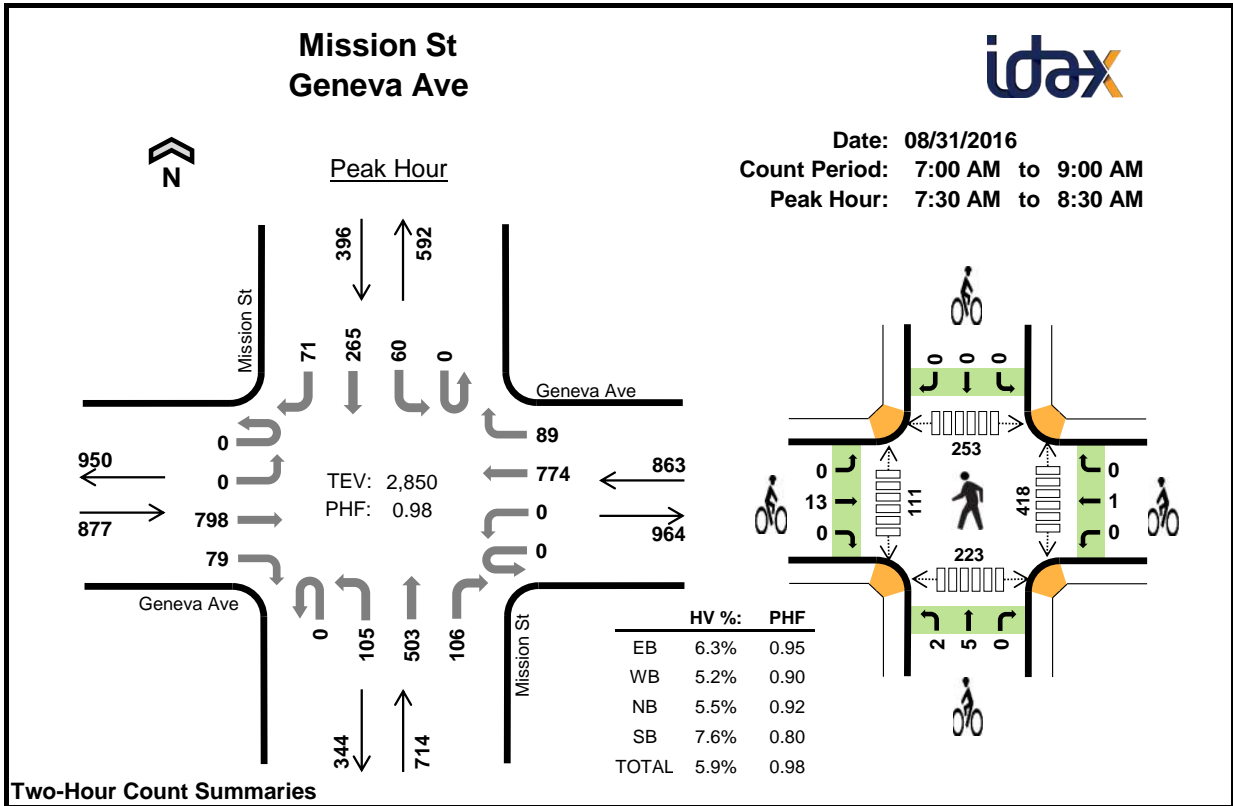 Mission St
Geneva Ave
idax
Date: 08/31/2016
Count Period: 7:00 AM to 9:00 AM
Peak Hour: 7:30 AM to 8:30 AM
N
Peak Hour
396
592
Mission St
71
265
60
0
Geneva Ave
0
0
798
79
950
877
TEV: 2,850
PHF: 0.98
89
774
0
0
863
964
Geneva Ave
0
105
503
106
Mission St
344
714
HV %: PHF
EB 6.3% 0.95
WB 5.2% 0.90
NB 5.5% 0.92
SB 7.6% 0.80
TOTAL 5.9% 0.98
0 0 0
253
0
13
0
111
418
0
1
0
223
2 5 0
Two-Hour Count Summaries